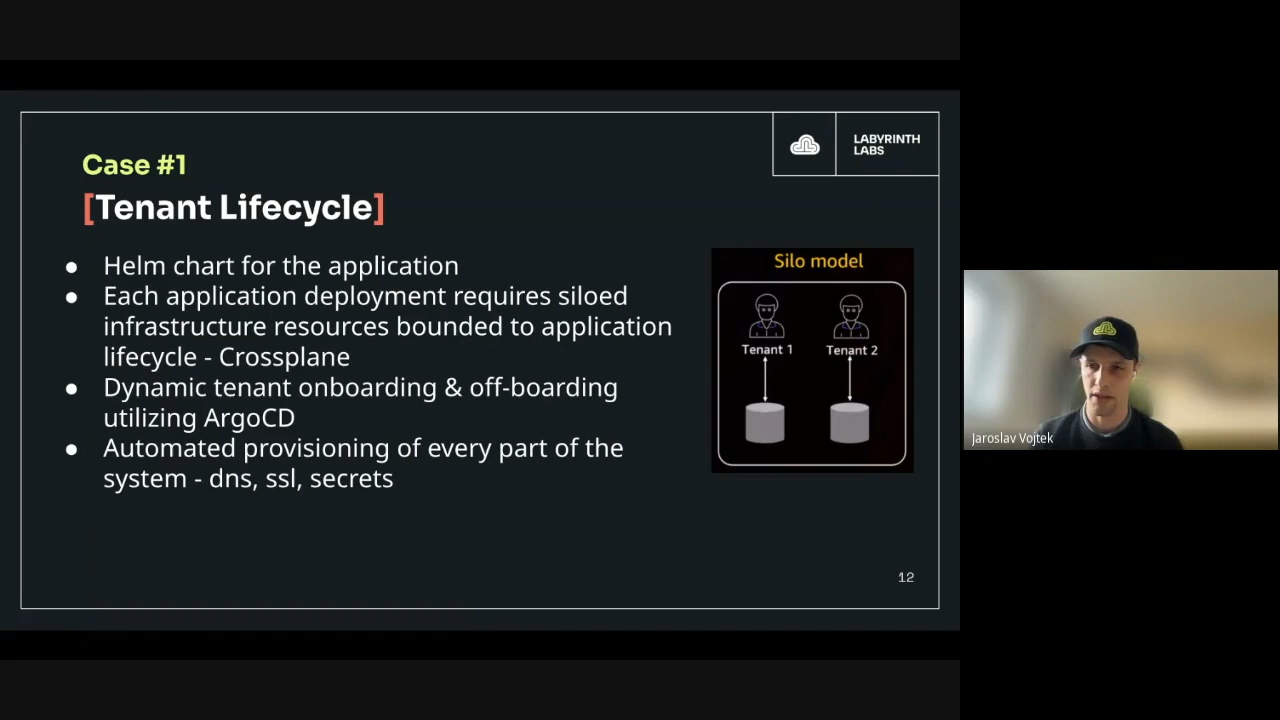 Case #1
[Tenant Lifecycle]
LABYRINTH
LABS
● Helm chart for the application
● Each application deployment requires siloed
infrastructure resources bounded to application
lifecycle - Crossplane
● Dynamic tenant onboarding & off-boarding
utilizing ArgoCD
● Automated provisioning of every part of the
system - dns, ssl, secrets
Silo model
Tenant 1 Tenant 2
12
Jaroslav Vojtek